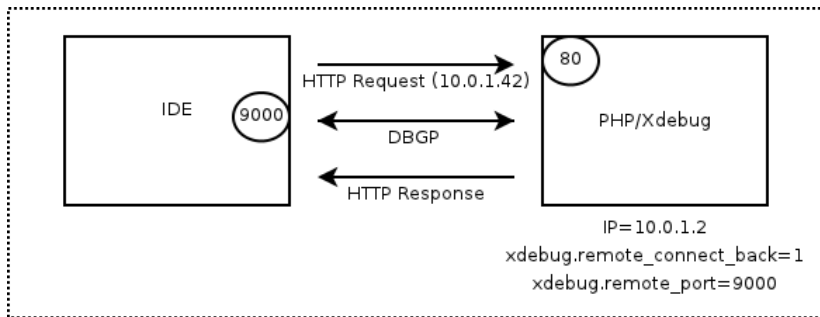 IDE
9000
HTTP Request (10.0.1.42)
DBGP
HTTP Response
80
PHP/Xdebug
IP=10.0.1.2
xdebug.remote_connect_back=1
xdebug.remote_port=9000